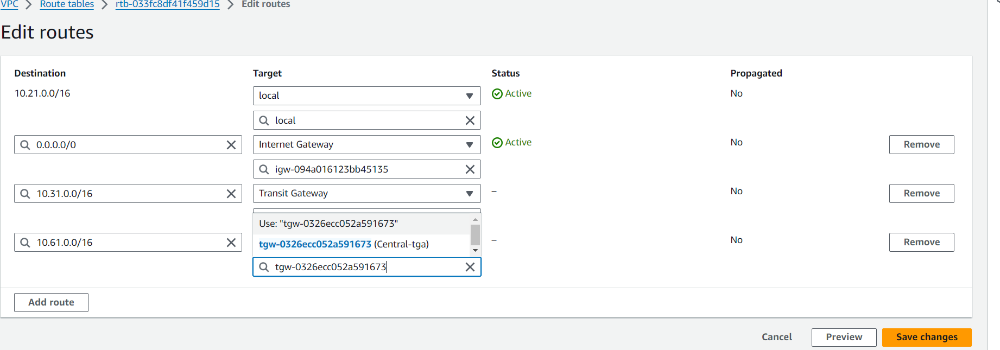 VPC > Route tables > rtb-033fc8df41f459d15 > Edit routes
Edit routes
Destination Target Status Propagated
10.21.0.0/16 local Active No
local
0.0.0.0/0 Internet Gateway Active No Remove
igw-094a016123bb45135
10.31.0.0/16 Transit Gateway – No Remove
Use: "tgw-0326ecc052a591673"
10.61.0.0/16 tgw-0326ecc052a591673 (Central-tga) – No Remove
tgw-0326ecc052a591673
Add route
Cancel Preview Save changes